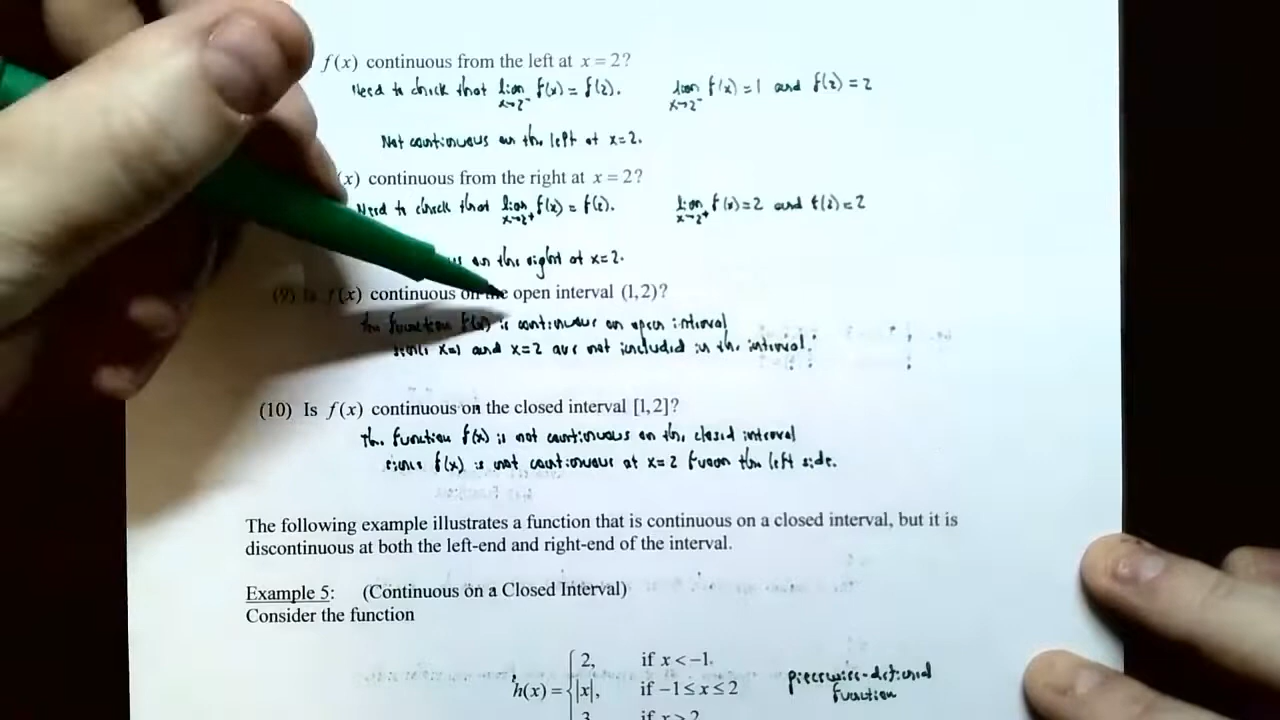 f(x) continuous from the left at x = 2?
Need to check that lim x→2⁻ f(x) = f(2). lim x→2⁻ f(x) = 1 and f(2) = 2
Not continuous on the left at x=2.
(x) continuous from the right at x = 2?
Need to check that lim x→2⁺ f(x) = f(2). lim x→2⁺ f(x) = 2 and f(2) = 2
on the right at x=2.
(9) Is f(x) continuous on the open interval (1,2)?
The function f(x) is continuous on open interval
since x=1 and x=2 are not included in the interval.
(10) Is f(x) continuous on the closed interval [1,2]?
The function f(x) is not continuous on the closed interval
since f(x) is not continuous at x=2 from the left side.
The following example illustrates a function that is continuous on a closed interval, but it is
discontinuous at both the left-end and right-end of the interval.
Example 5: (Continuous on a Closed Interval)
Consider the function
2, if x < −1.
h(x) = { |x|, if −1 ≤ x ≤ 2 piecewise-defined
function
3 if x > 2